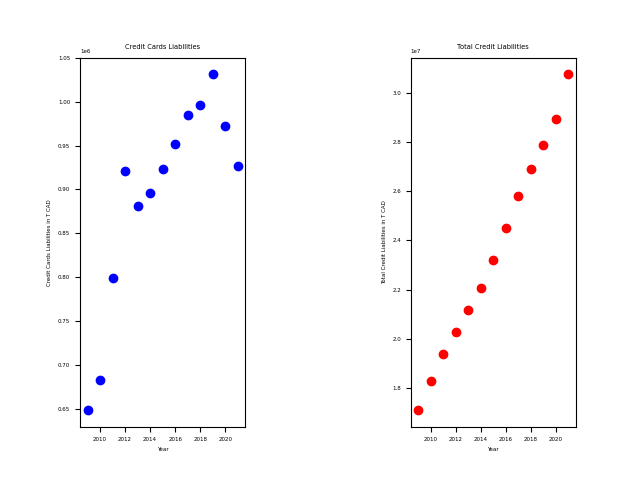 Credit Cards Liabilities
1e6
1.05
1.00
0.95
0.90
0.85
0.80
0.75
0.70
0.65
Credit Cards Liabilities in T CAD
2010 2012 2014 2016 2018 2020
Year
Total Credit Liabilities
1e7
3.0
2.8
2.6
2.4
2.2
2.0
1.8
Total Credit Liabilities in T CAD
2010 2012 2014 2016 2018 2020
Year